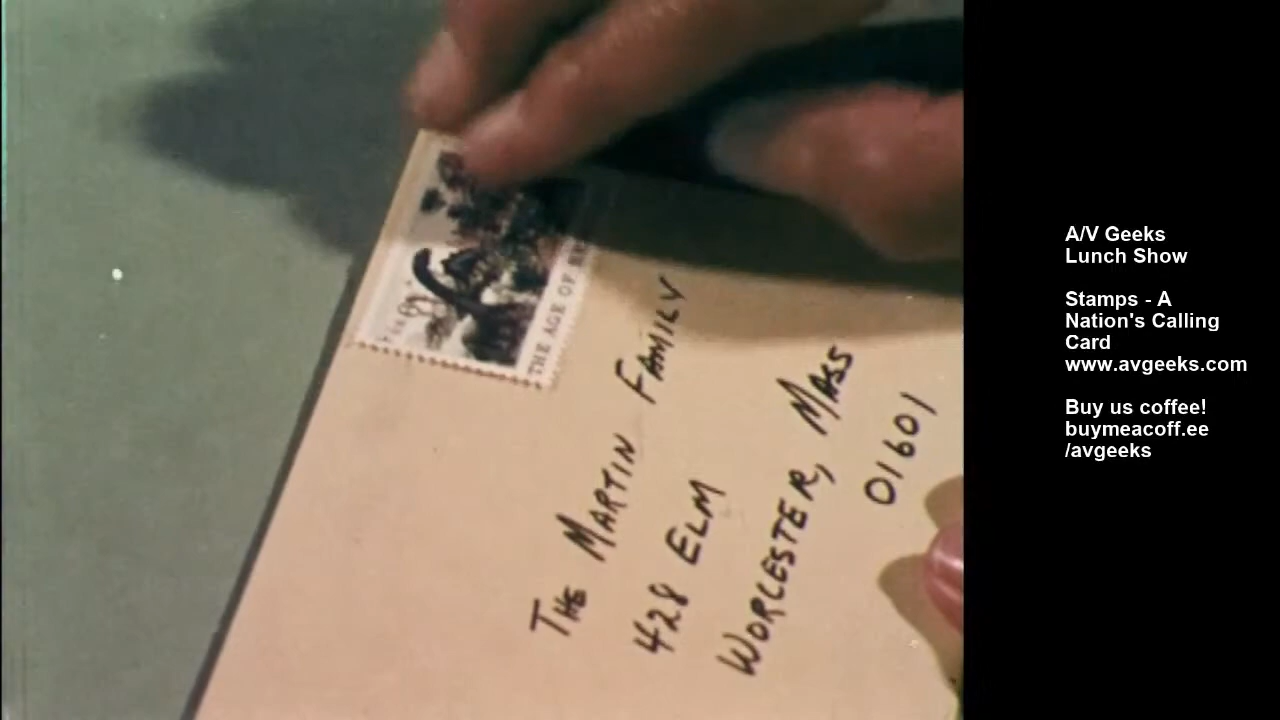 THE AGE OF
THE MARTIN FAMILY
428 ELM
WORCESTER, MASS
01601
A/V Geeks
Lunch Show
Stamps - A
Nation's Calling
Card
www.avgeeks.com
Buy us coffee!
buymeacoff.ee
/avgeeks